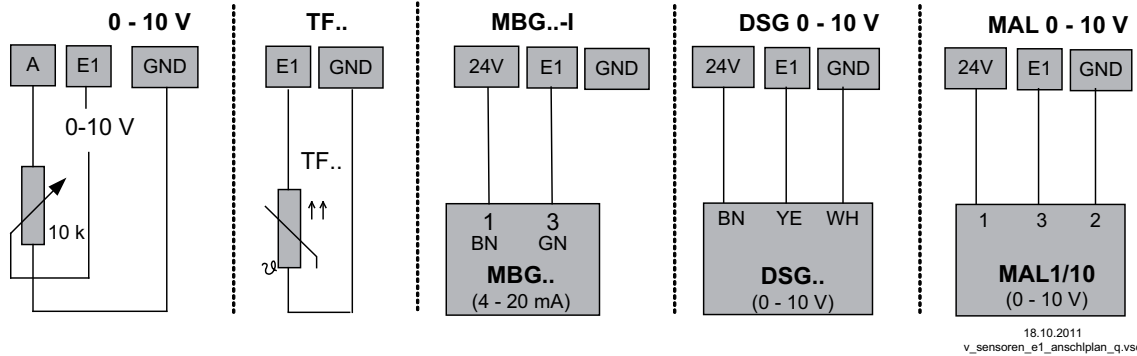 0 - 10 V
A E1 GND
0-10 V
10 k
TF..
E1 GND
TF..
MBG..-I
24V E1 GND
1 3
BN GN
MBG..
(4 - 20 mA)
DSG 0 - 10 V
24V E1 GND
BN YE WH
DSG..
(0 - 10 V)
MAL 0 - 10 V
24V E1 GND
1 3 2
MAL1/10
(0 - 10 V)
18.10.2011